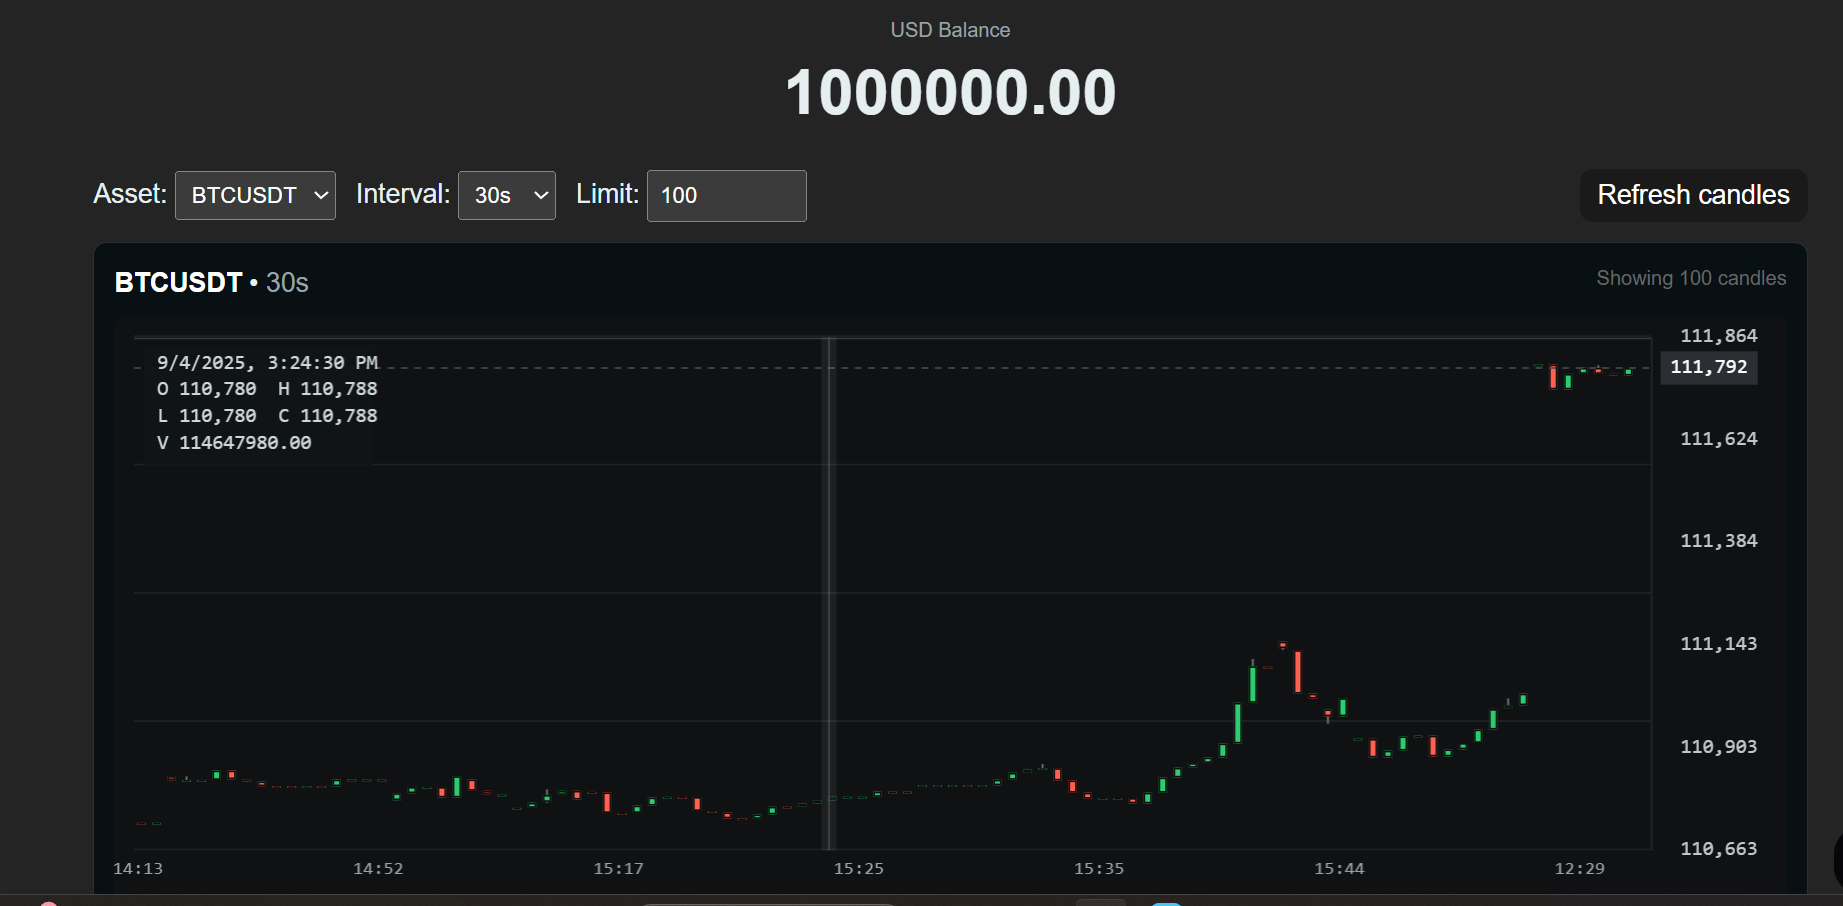 USD Balance
1000000.00
Asset: BTCUSDT Interval: 30s Limit: 100 Refresh candles
BTCUSDT • 30s Showing 100 candles
9/4/2025, 3:24:30 PM
O 110,780 H 110,788
L 110,780 C 110,788
V 114647980.00
111,864
111,792
111,624
111,384
111,143
110,903
110,663
14:13 14:52 15:17 15:25 15:35 15:44 12:29